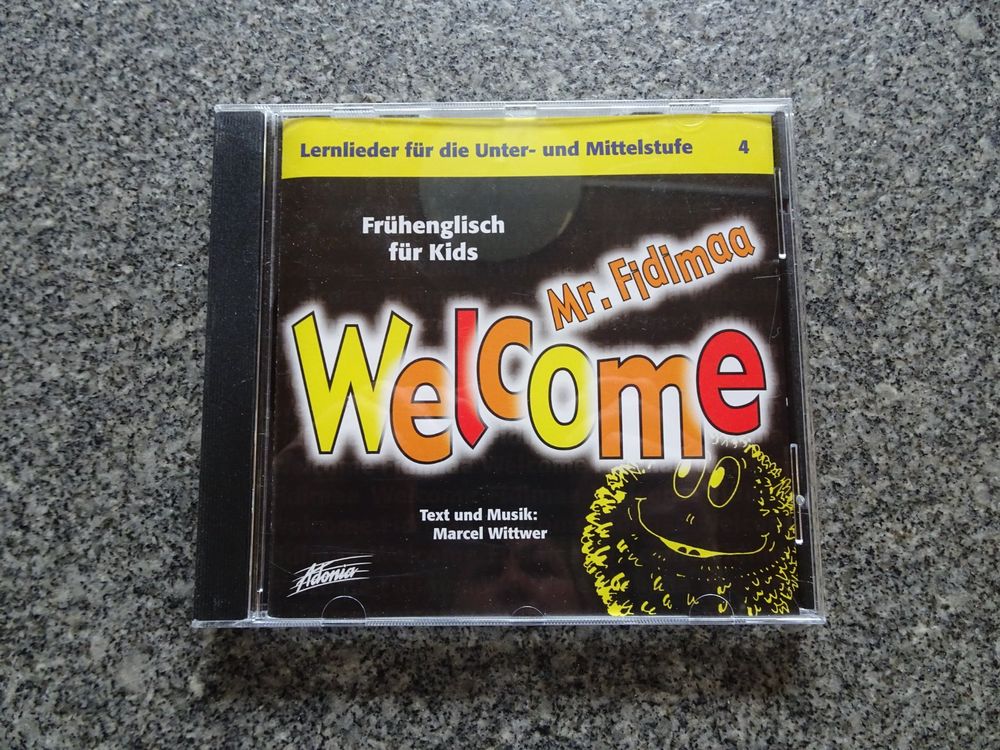 Lernlieder für die Unter- und Mittelstufe 4
Frühenglisch
für Kids
Mr. Fidimaa
Welcome
Text und Musik:
Marcel Wittwer
Adonia